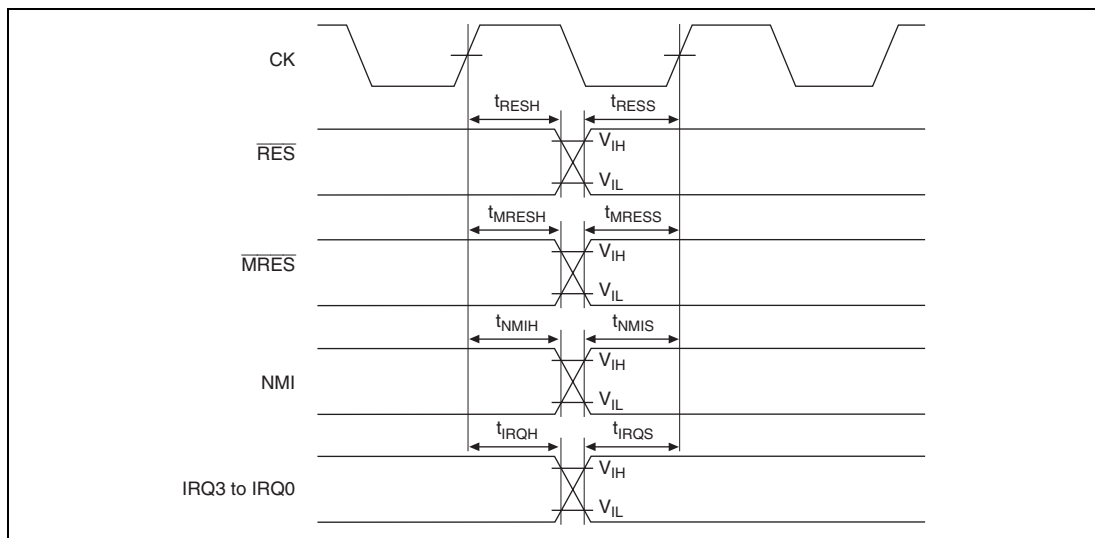 CK
tRESH tRESS
RES
VIH
VIL
tMRESH tMRESS
MRES
VIH
VIL
tNMIH tNMIS
NMI
VIH
VIL
tIRQH tIRQS
IRQ3 to IRQ0
VIH
VIL